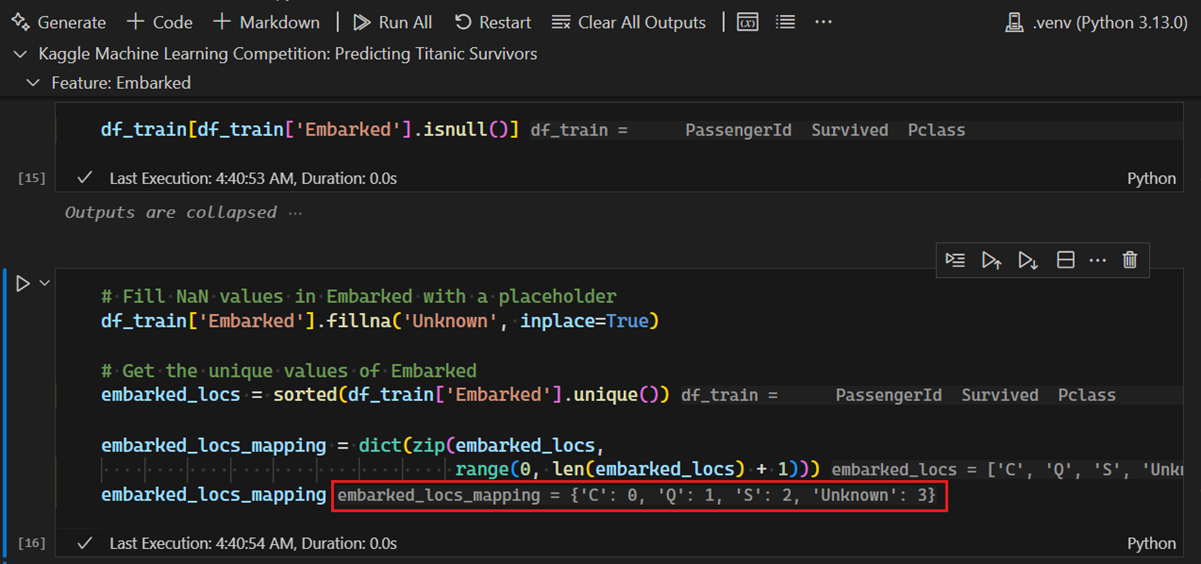 Generate + Code + Markdown Run All Restart Clear All Outputs ... .venv (Python 3.13.0)
Kaggle Machine Learning Competition: Predicting Titanic Survivors
Feature: Embarked
df_train[df_train['Embarked'].isnull()] df_train = PassengerId Survived Pclass
[15] Last Execution: 4:40:53 AM, Duration: 0.0s Python
Outputs are collapsed ...
# Fill NaN values in Embarked with a placeholder
df_train['Embarked'].fillna('Unknown', inplace=True)
# Get the unique values of Embarked
embarked_locs = sorted(df_train['Embarked'].unique()) df_train = PassengerId Survived Pclass
embarked_locs_mapping = dict(zip(embarked_locs,
range(0, len(embarked_locs) + 1))) embarked_locs = ['C', 'Q', 'S', 'Unk
embarked_locs_mapping embarked_locs_mapping = {'C': 0, 'Q': 1, 'S': 2, 'Unknown': 3}
[16] Last Execution: 4:40:54 AM, Duration: 0.0s Python